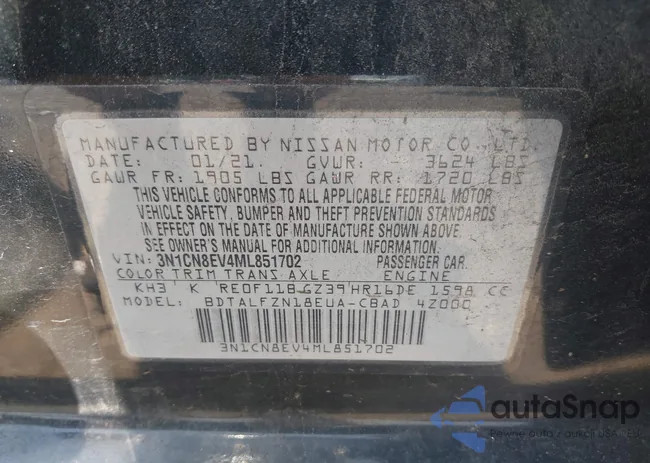 MANUFACTURED BY NISSAN MOTOR CO., LTD.
DATE: 01/21. GVWR: - 3624 LBS
GAWR FR: 1905 LBS GAWR RR: 1720 LBS
THIS VEHICLE CONFORMS TO ALL APPLICABLE FEDERAL MOTOR
VEHICLE SAFETY, BUMPER AND THEFT PREVENTION STANDARDS
IN EFFECT ON THE DATE OF MANUFACTURE SHOWN ABOVE.
SEE OWNER'S MANUAL FOR ADDITIONAL INFORMATION.
VIN: 3N1CN8EV4ML851702 PASSENGER CAR.
COLOR TRIM TRANS AXLE ENGINE
KH3 K REOF11B GZ39 HR16DE 1598 CC
MODEL: BDTALFZN18EUA-CBAD 4Z000
3N1CN8EV4ML851702
autaSnap